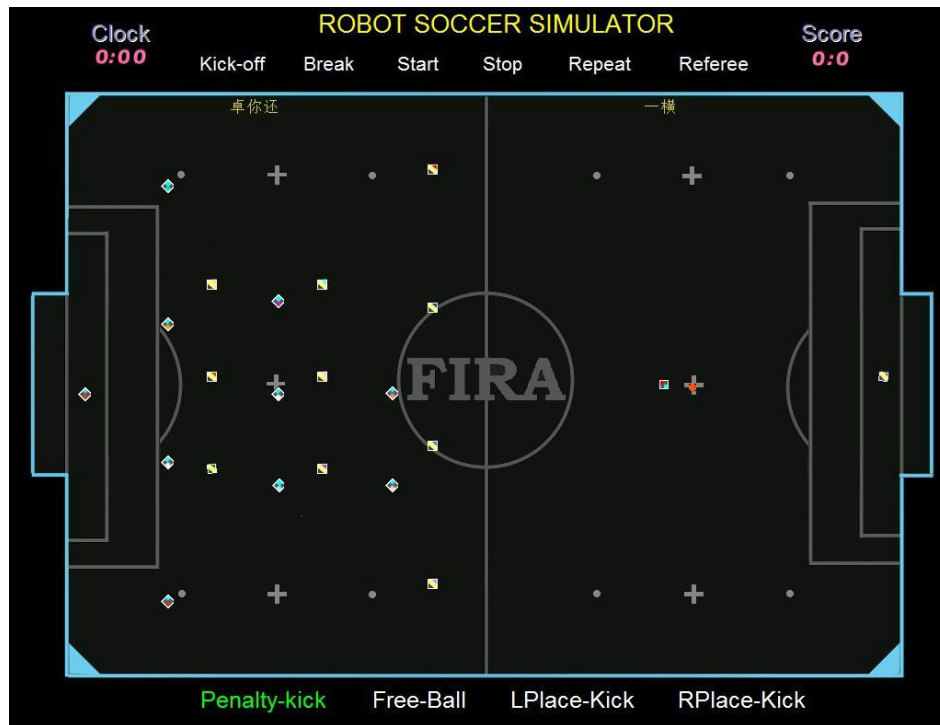 ROBOT SOCCER SIMULATOR
Clock
Score
0:00
0:0
Kick-off Break Start Stop Repeat Referee
卓你还
一横
FIRA
Penalty-kick Free-Ball LPlace-Kick RPlace-Kick